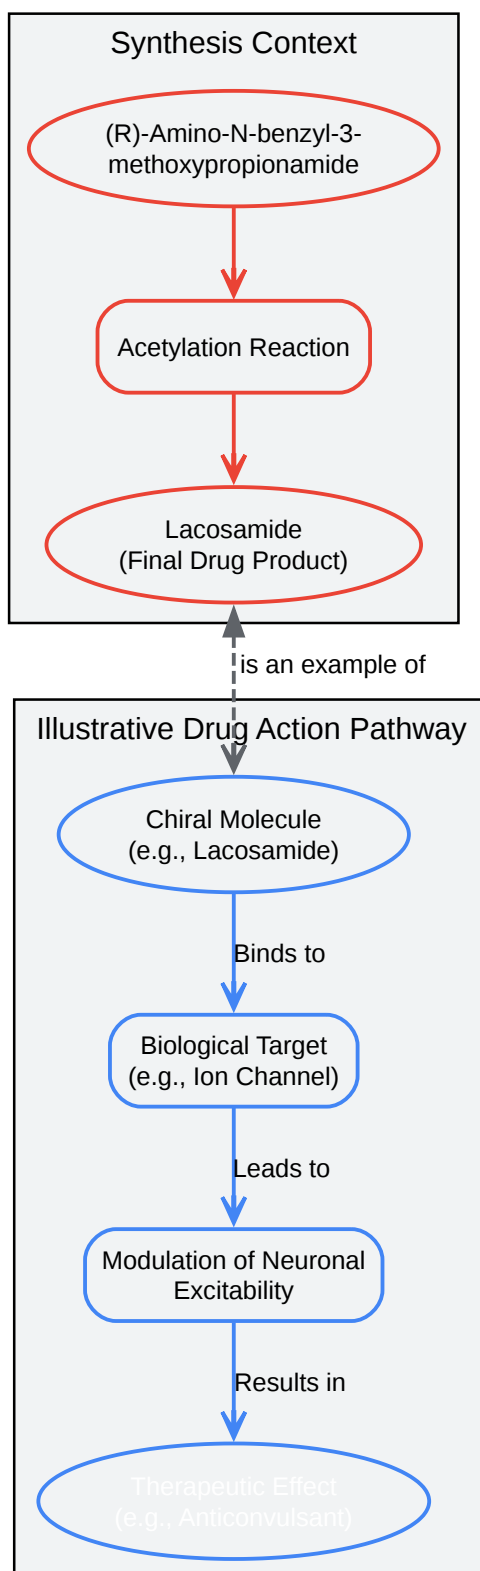 Synthesis Context
(R)-Amino-N-benzyl-3-
methoxypropionamide
Acetylation Reaction
Lacosamide
(Final Drug Product)
is an example of
Illustrative Drug Action Pathway
Chiral Molecule
(e.g., Lacosamide)
Binds to
Biological Target
(e.g., Ion Channel)
Leads to
Modulation of Neuronal
Excitability
Results in
Therapeutic Effect
(e.g., Anticonvulsant)